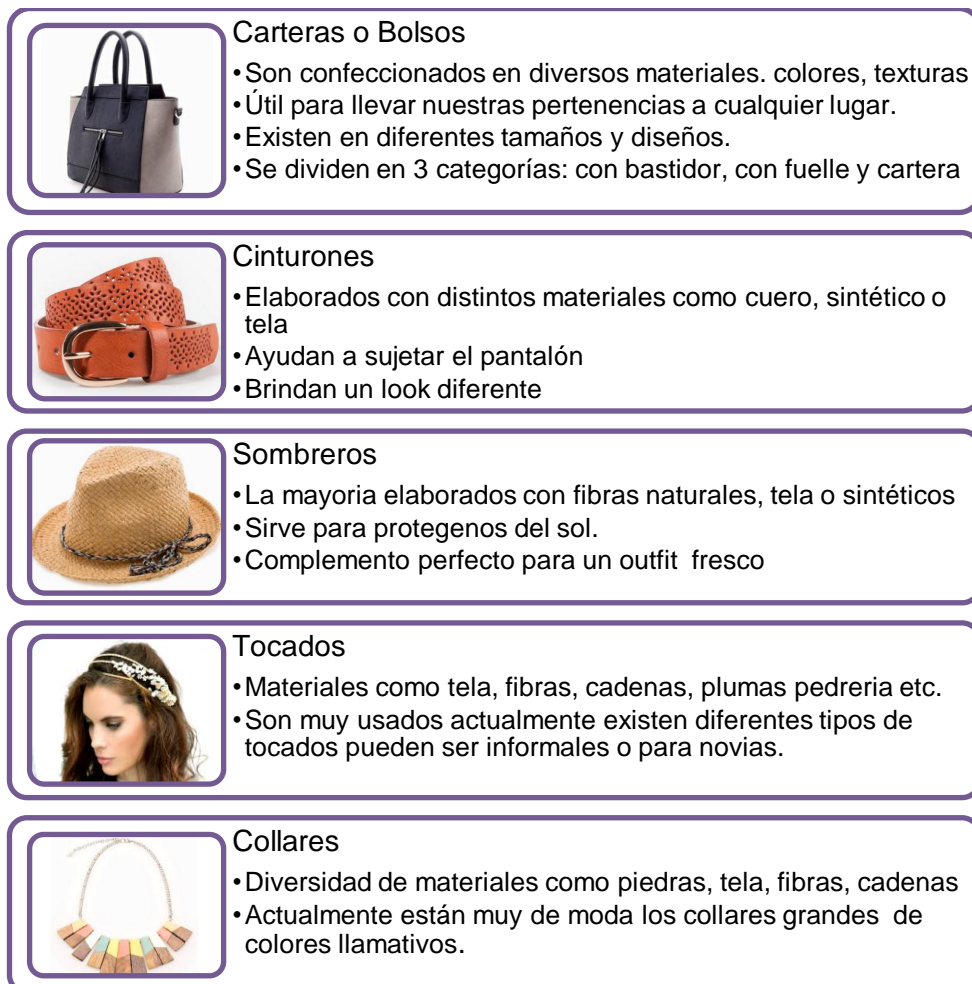 Carteras o Bolsos
•Son confeccionados en diversos materiales. colores, texturas
•Útil para llevar nuestras pertenencias a cualquier lugar.
•Existen en diferentes tamaños y diseños.
•Se dividen en 3 categorías: con bastidor, con fuelle y cartera
Cinturones
•Elaborados con distintos materiales como cuero, sintético o
tela
•Ayudan a sujetar el pantalón
•Brindan un look diferente
Sombreros
•La mayoria elaborados con fibras naturales, tela o sintéticos
•Sirve para protegenos del sol.
•Complemento perfecto para un outfit  fresco
Tocados
•Materiales como tela, fibras, cadenas, plumas pedreria etc.
•Son muy usados actualmente existen diferentes tipos de
tocados pueden ser informales o para novias.
Collares
•Diversidad de materiales como piedras, tela, fibras, cadenas
•Actualmente están muy de moda los collares grandes  de
colores llamativos.